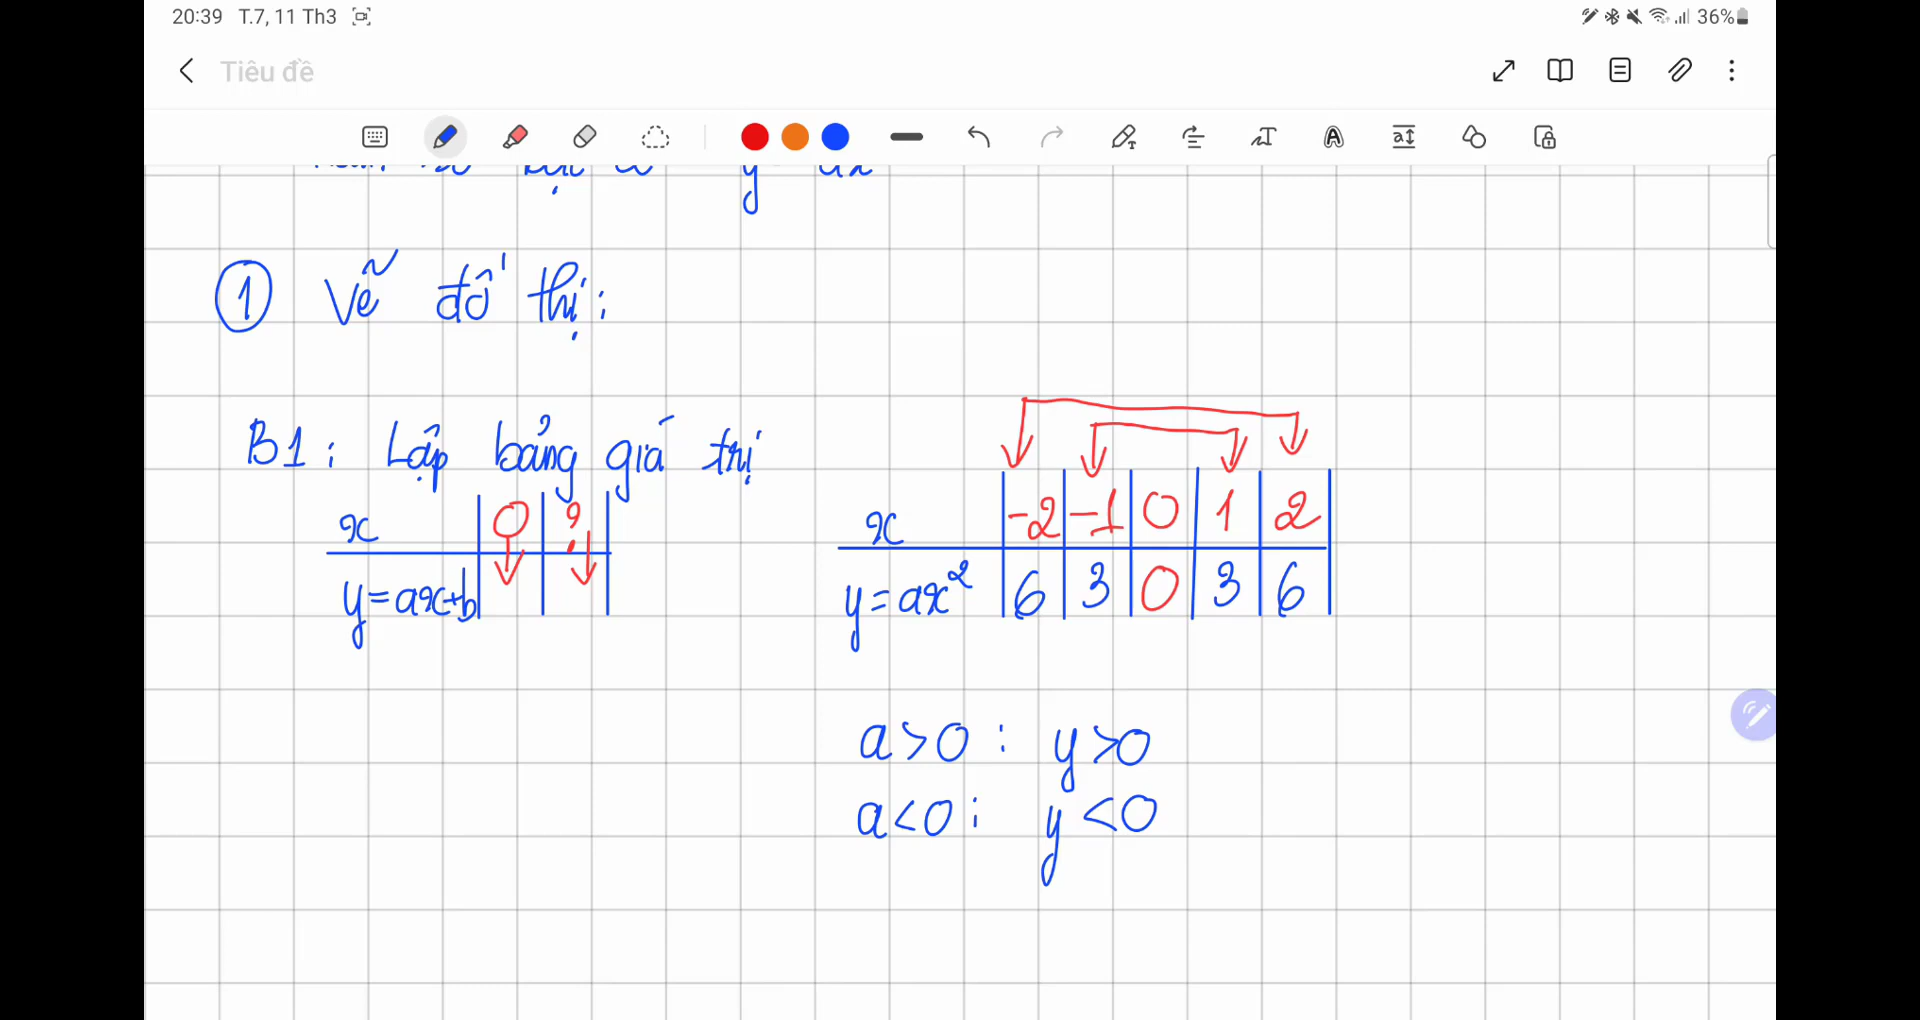 20:39 T.7, 11 Th3 36%
Tiêu đề
y
① Vẽ đồ thị:
B1: Lập bảng giá trị
x 0 ?
y=ax+b
x -2 -1 0 1 2
y=ax² 6 3 0 3 6
a>0: y>0
a<0: y<0